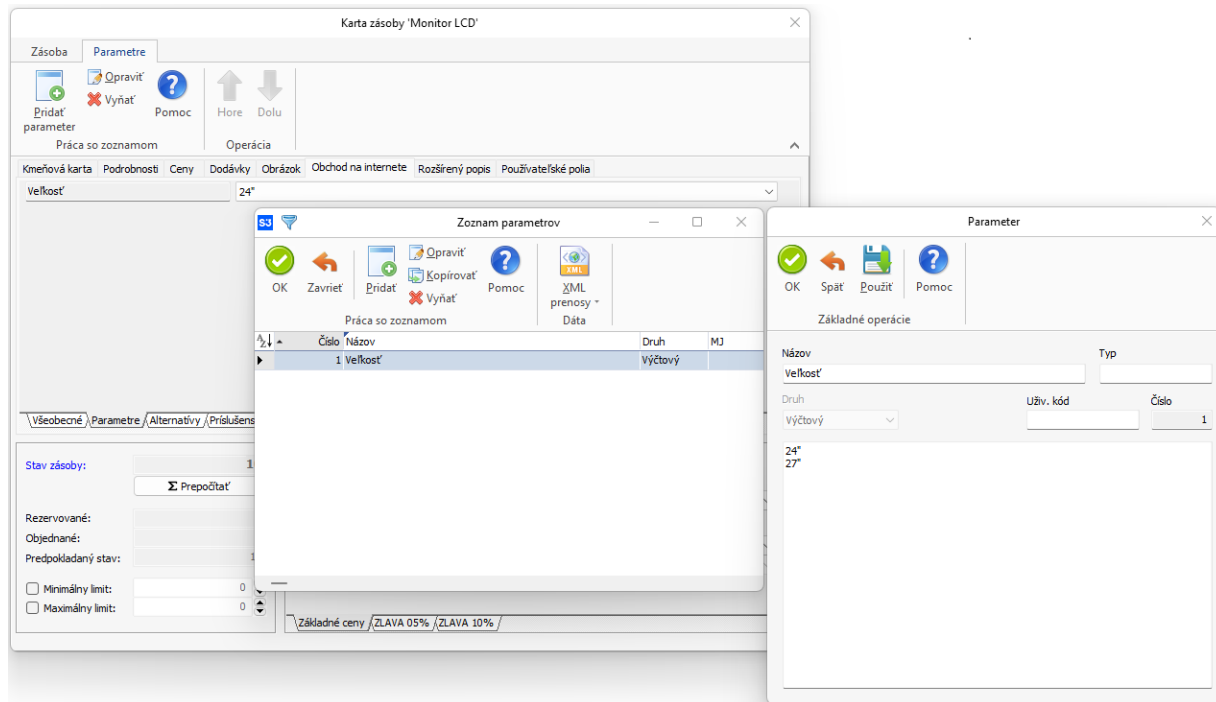 Karta zásoby 'Monitor LCD'
Zásoba Parametre
Pridať parameter
Opraviť
Vyňať
Pomoc
Hore Dolu
Práca so zoznamom Operácia
Kmeňová karta Podrobnosti Ceny Dodávky Obrázok Obchod na internete Rozšírený popis Používateľské polia
Veľkosť 24"
Všeobecné Parametre Alternatívy Príslušens
Stav zásoby: 1
Σ Prepočítať
Rezervované:
Objednané:
Predpokladaný stav: 1
Minimálny limit: 0
Maximálny limit: 0
Základné ceny ZLAVA 05% ZLAVA 10%
S3 Zoznam parametrov
OK Zavrieť Pridať
Opraviť
Kopírovať
Vyňať
Pomoc
XML
XML prenosy
Práca so zoznamom Dáta
AZ Číslo Názov Druh MJ
1 Veľkosť Výčtový
Parameter
OK Späť Použiť Pomoc
Základné operácie
Názov Typ
Veľkosť
Druh Uživ. kód Číslo
Výčtový 1
24"
27"